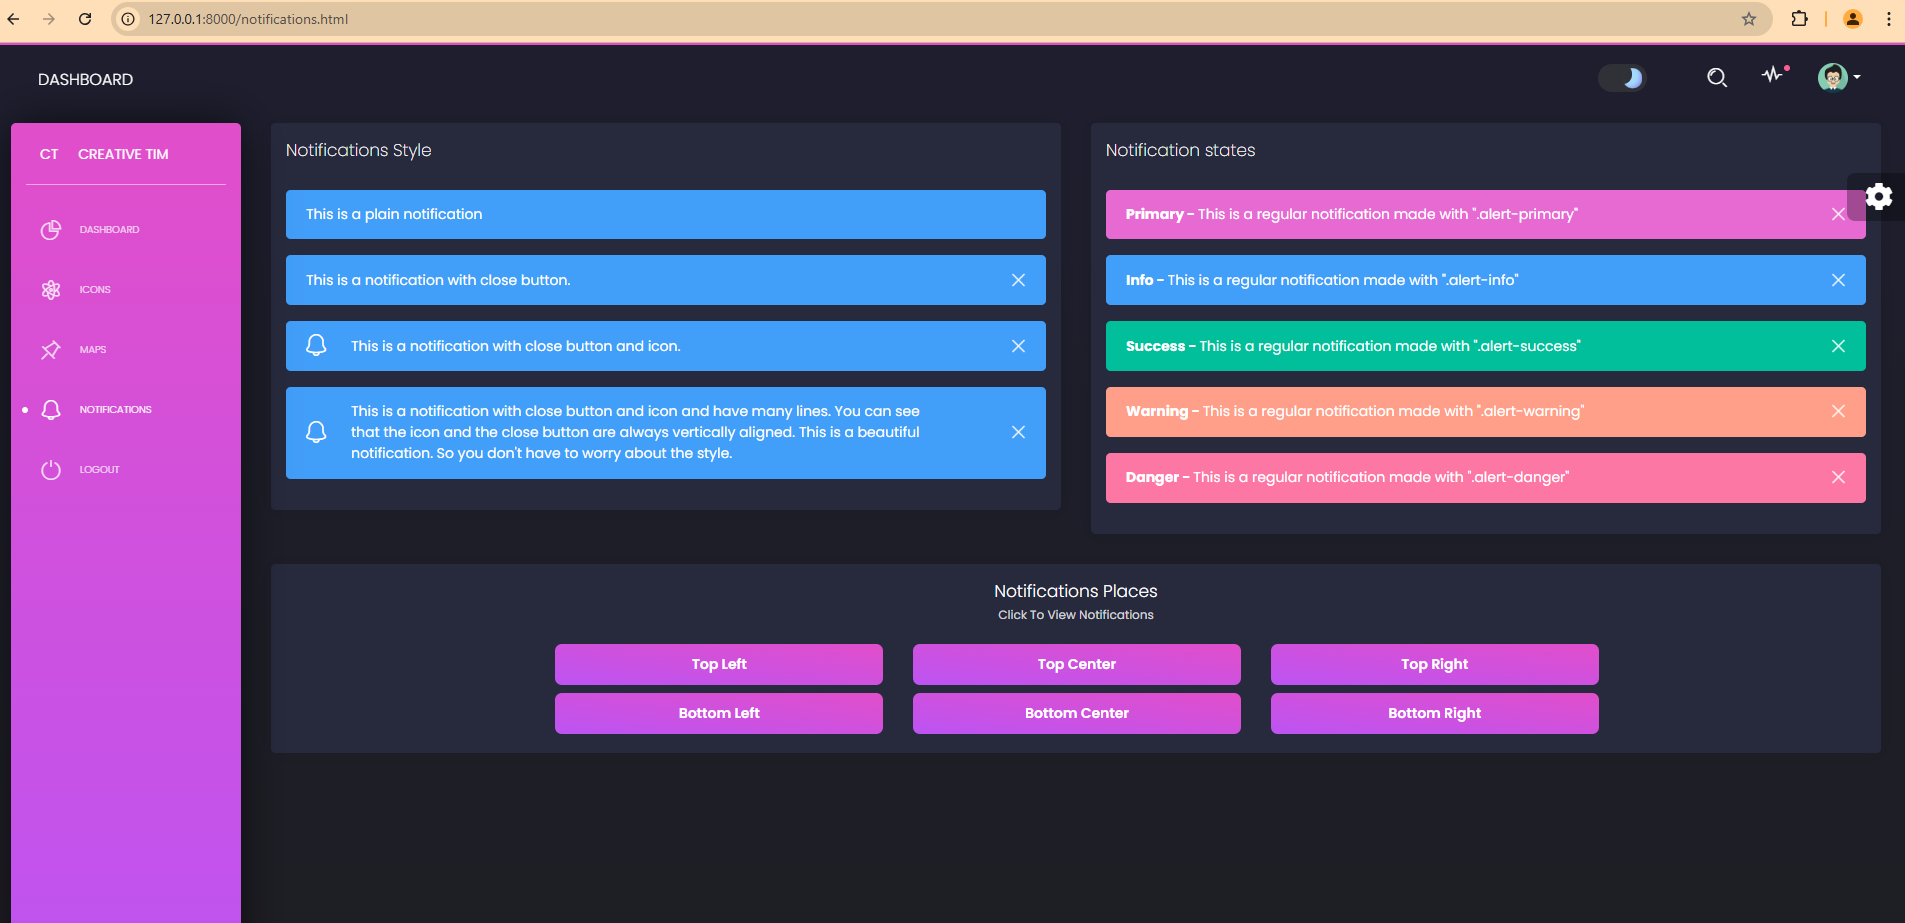 127.0.0.1:8000/notifications.html
DASHBOARD
CT CREATIVE TIM
DASHBOARD
ICONS
MAPS
NOTIFICATIONS
LOGOUT
Notifications Style
This is a plain notification
This is a notification with close button.
This is a notification with close button and icon.
This is a notification with close button and icon and have many lines. You can see
that the icon and the close button are always vertically aligned. This is a beautiful
notification. So you don't have to worry about the style.
Notification states
Primary - This is a regular notification made with ".alert-primary"
Info - This is a regular notification made with ".alert-info"
Success - This is a regular notification made with ".alert-success"
Warning - This is a regular notification made with ".alert-warning"
Danger - This is a regular notification made with ".alert-danger"
Notifications Places
Click To View Notifications
Top Left
Top Center
Top Right
Bottom Left
Bottom Center
Bottom Right